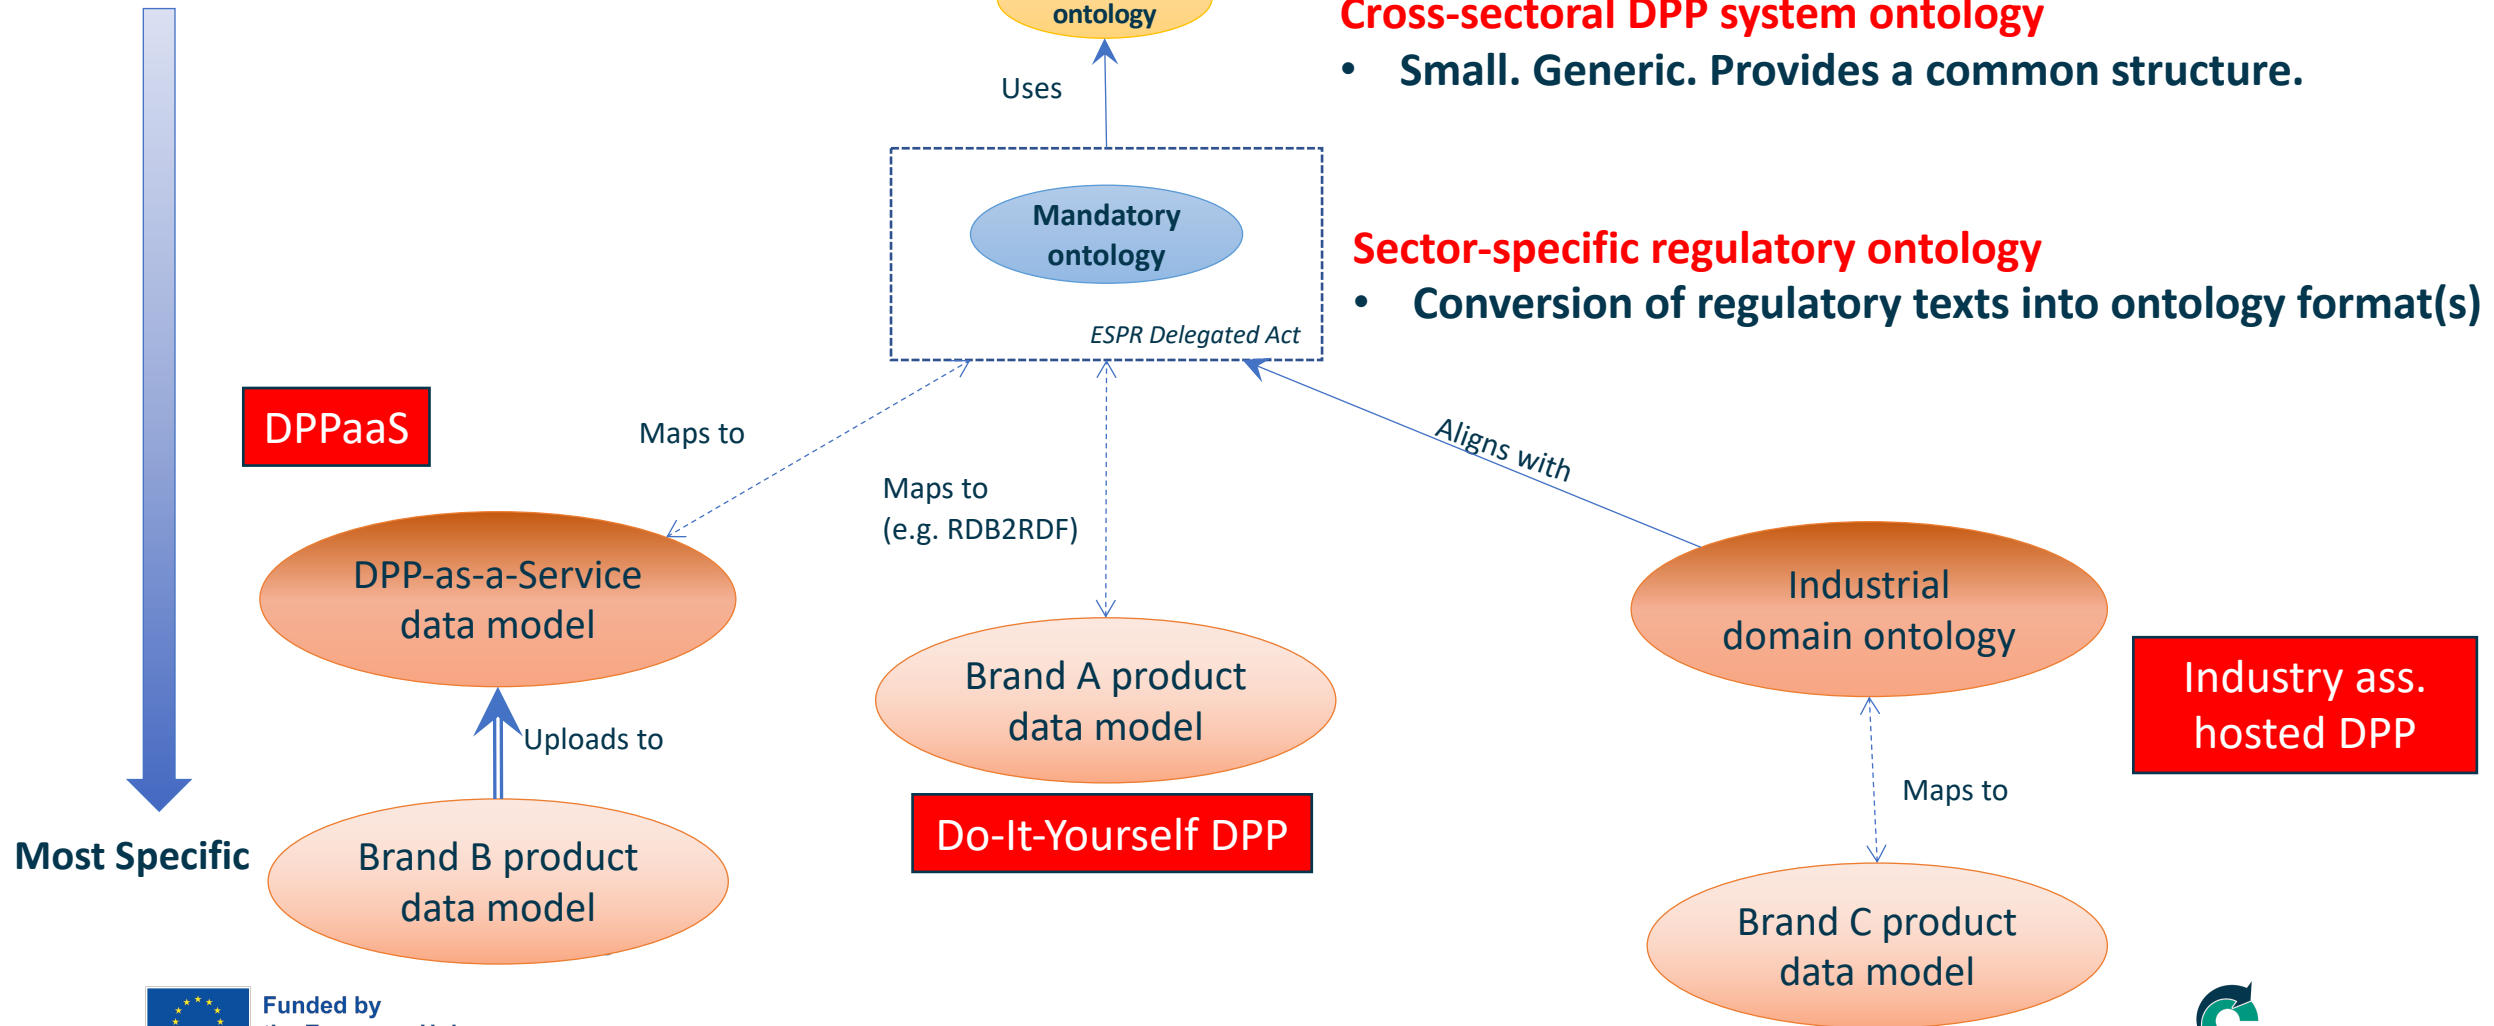 ontology
Cross-sectoral DPP system ontology
• Small. Generic. Provides a common structure.
Uses
Mandatory
ontology
ESPR Delegated Act
Sector-specific regulatory ontology
• Conversion of regulatory texts into ontology format(s)
DPPaaS
Maps to
Maps to
(e.g. RDB2RDF)
Aligns with
DPP-as-a-Service
data model
Industrial
domain ontology
Brand A product
data model
Industry ass.
hosted DPP
Uploads to
Maps to
Do-It-Yourself DPP
Most Specific
Brand B product
data model
Brand C product
data model
Funded by